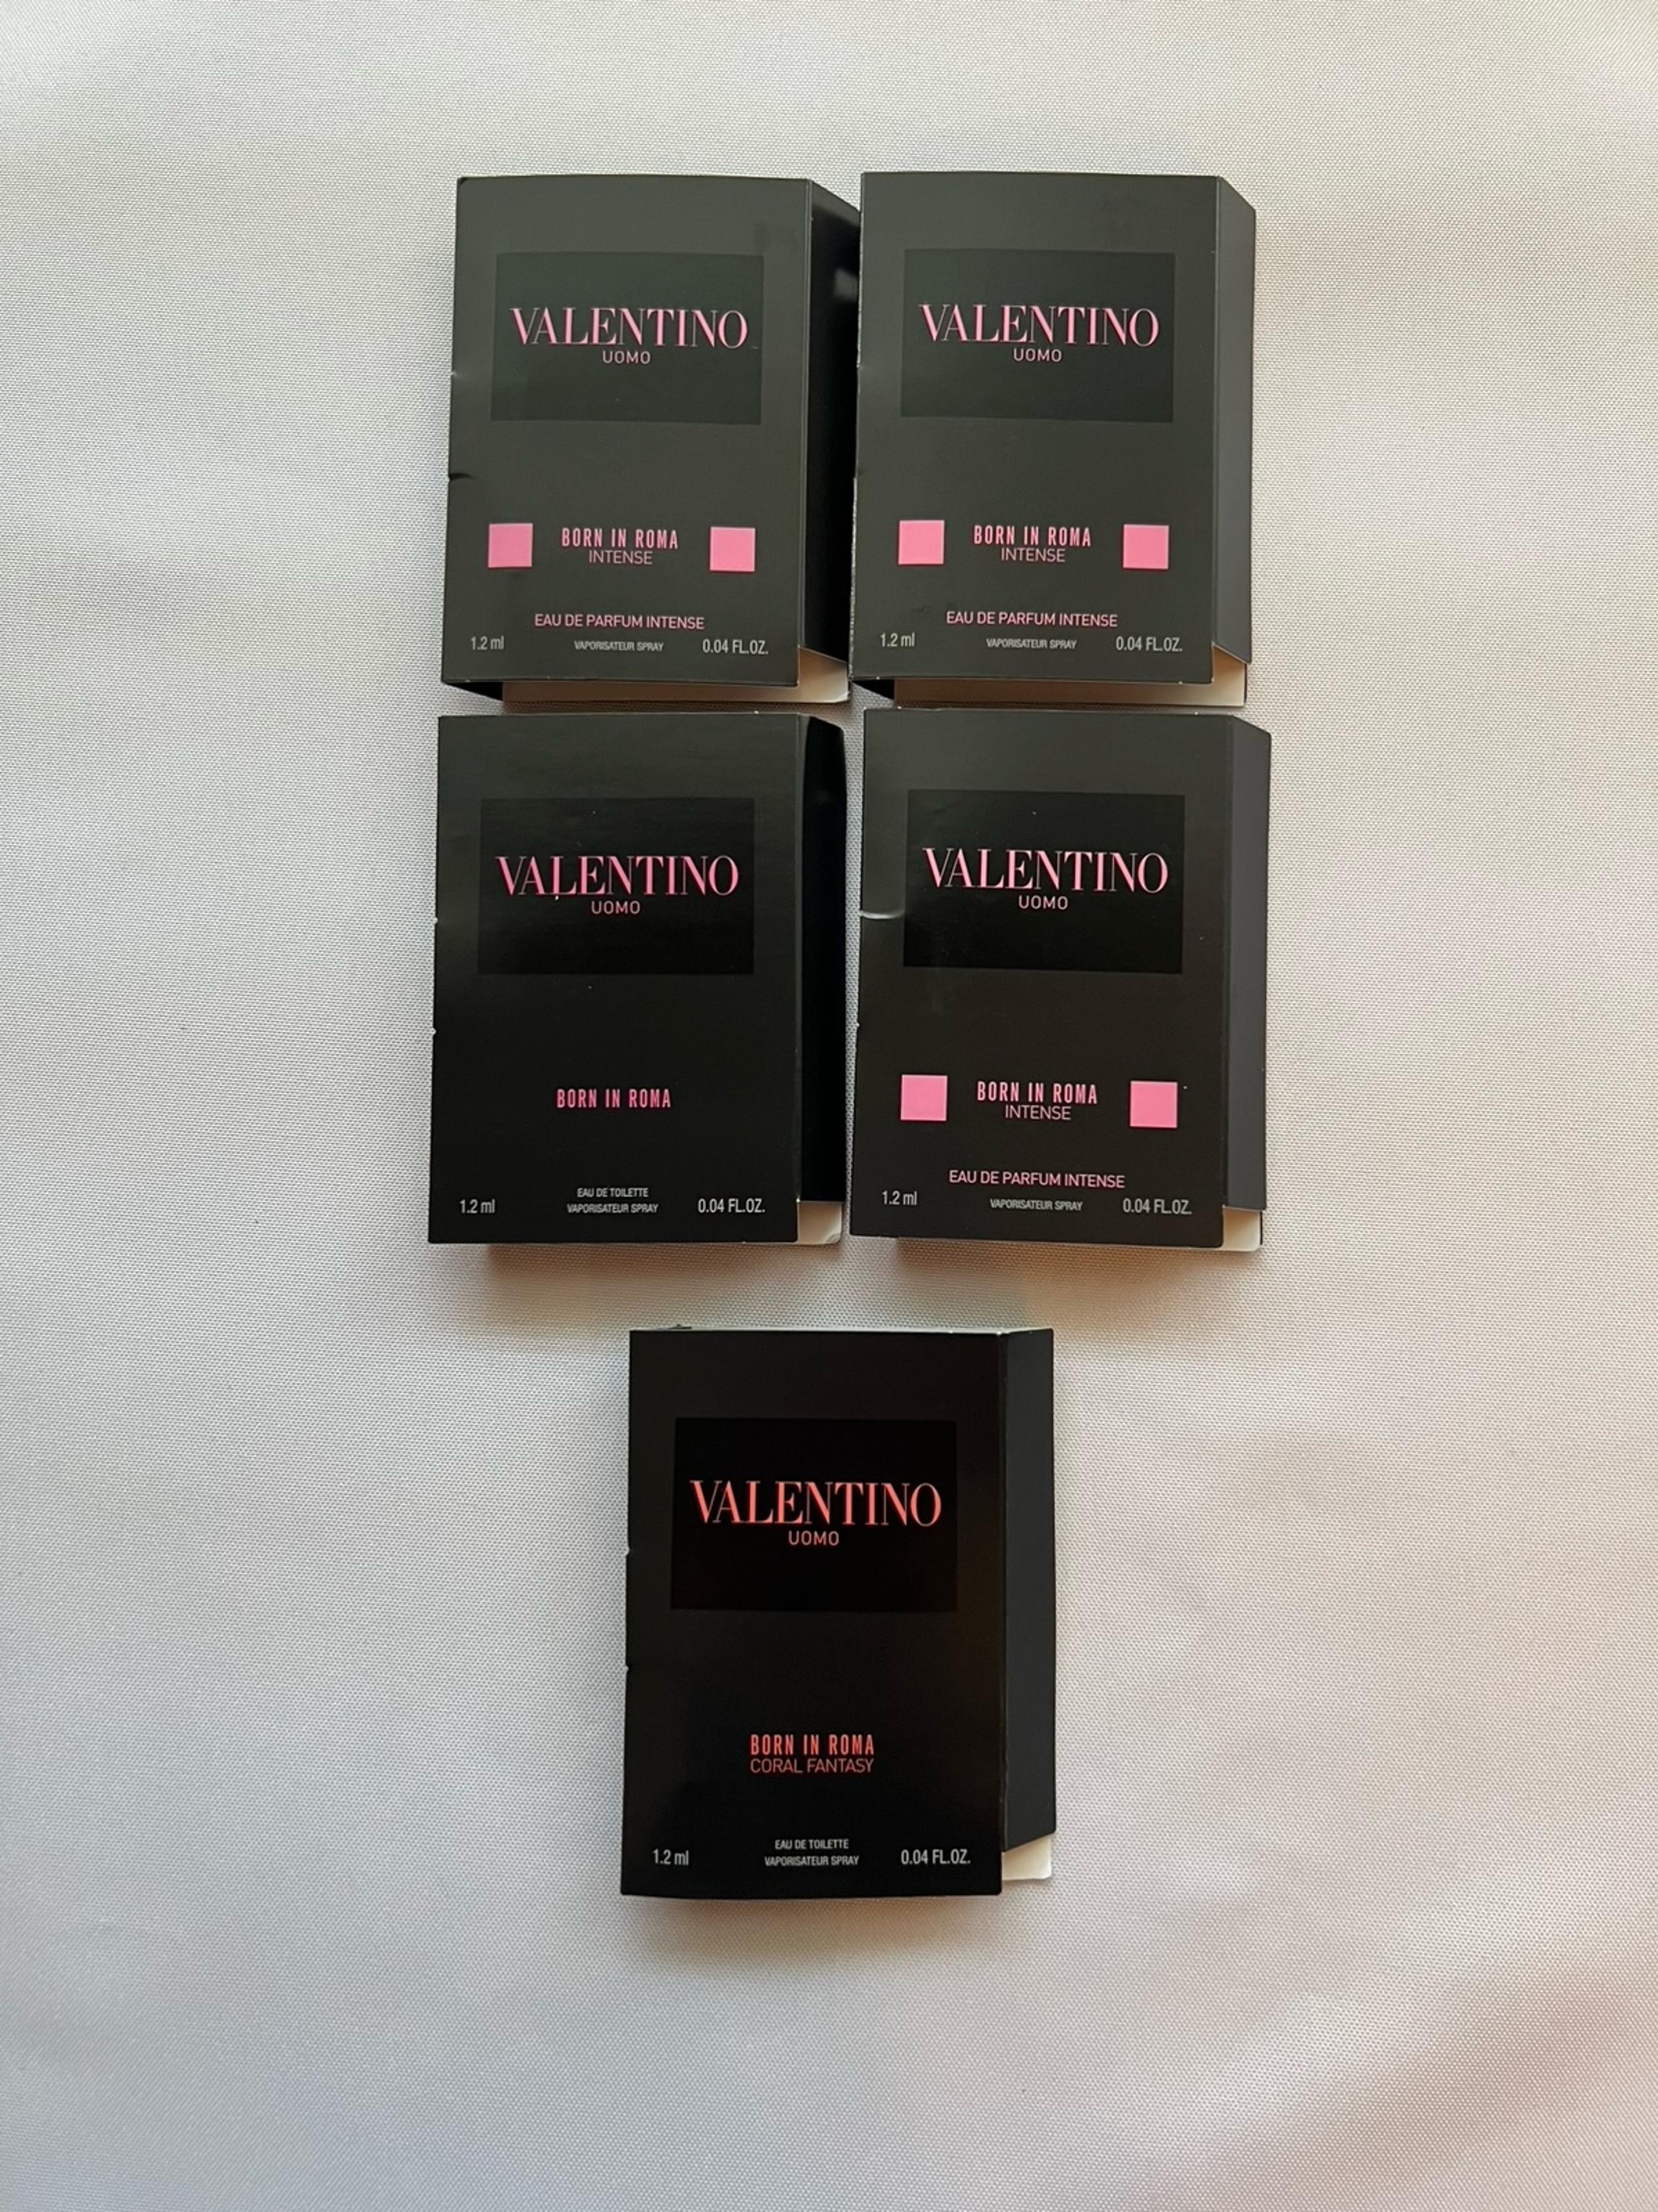 VALENTINO
UOMO
BORN IN ROMA
INTENSE
EAU DE PARFUM INTENSE
1.2 ml VAPORISATEUR SPRAY 0.04 FL.OZ.
VALENTINO
UOMO
BORN IN ROMA
INTENSE
EAU DE PARFUM INTENSE
1.2 ml VAPORISATEUR SPRAY 0.04 FL.OZ.
VALENTINO
UOMO
BORN IN ROMA
EAU DE TOILETTE
1.2 ml VAPORISATEUR SPRAY 0.04 FL.OZ.
VALENTINO
UOMO
BORN IN ROMA
INTENSE
EAU DE PARFUM INTENSE
1.2 ml VAPORISATEUR SPRAY 0.04 FL.OZ.
VALENTINO
UOMO
BORN IN ROMA
CORAL FANTASY
EAU DE TOILETTE
1.2 ml VAPORISATEUR SPRAY 0.04 FL.OZ.